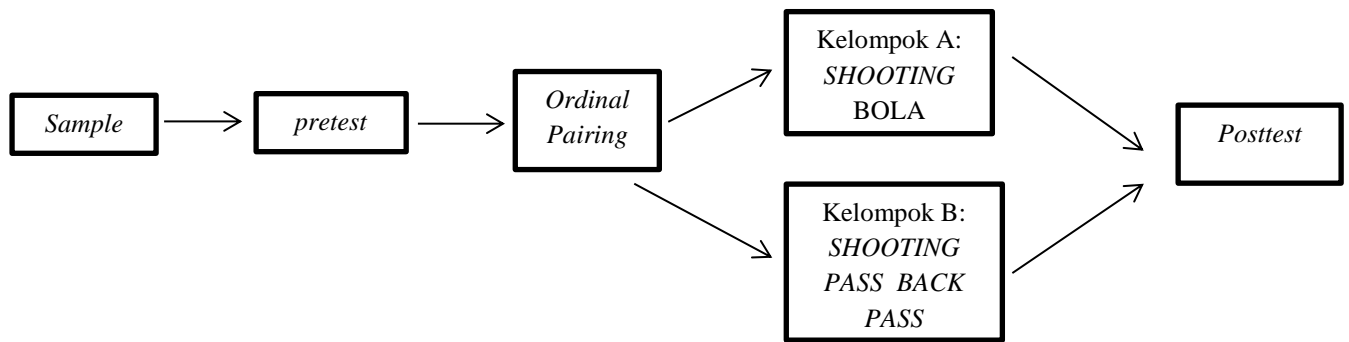 Sample
pretest
Ordinal
Pairing
Kelompok A:
SHOOTING
BOLA
Kelompok B:
SHOOTING
PASS BACK
PASS
Posttest